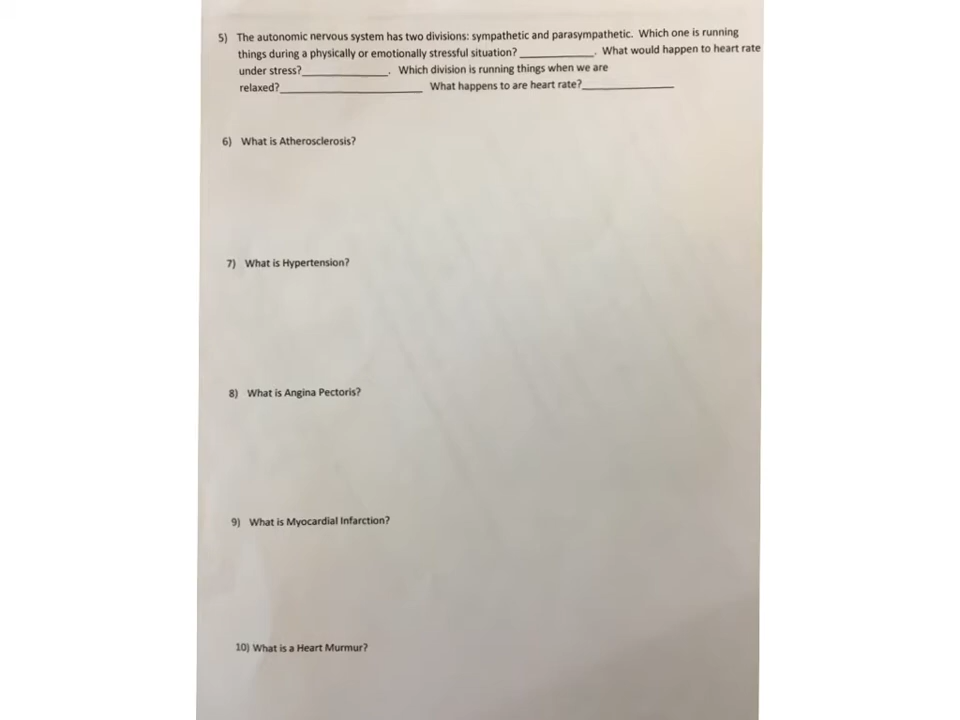 5) The autonomic nervous system has two divisions: sympathetic and parasympathetic. Which one is running
things during a physically or emotionally stressful situation?____________. What would happen to heart rate
under stress?______________. Which division is running things when we are
relaxed?_______________________ What happens to are heart rate?_______________
6) What is Atherosclerosis?
7) What is Hypertension?
8) What is Angina Pectoris?
9) What is Myocardial Infarction?
10) What is a Heart Murmur?